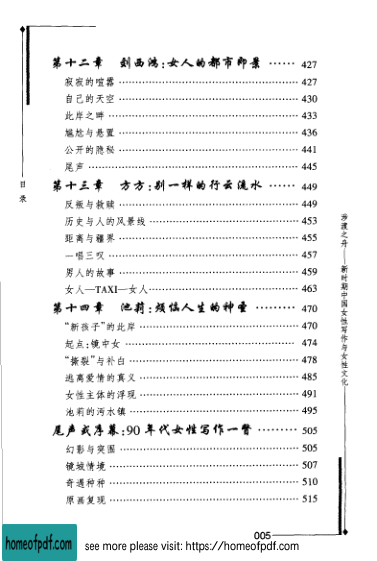 第十二章 刘西鸿:女人的都市即景 …… 427
寂寂的喧嚣 …… 427
自己的天空 …… 430
此岸之畔 …… 433
尴尬与悬置 …… 436
公开的隐秘 …… 441
尾声 …… 445
第十三章 方方:别一样的行云流水 …… 449
反叛与救赎 …… 449
历史与人的风景线 …… 453
距离与疆界 …… 455
一唱三叹 …… 457
男人的故事 …… 459
女人—TAXI—女人 …… 463
第十四章 池莉:烦恼人生的神圣 …… 470
“新孩子”的此岸 …… 470
起点:镜中女 …… 474
“撕裂”与补白 …… 478
逃离爱情的真义 …… 485
女性主体的浮现 …… 491
池莉的沔水镇 …… 495
尾声或序幕:90年代女性写作一瞥 …… 505
幻影与突围 …… 505
镜城情境 …… 507
奇遇种种 …… 510
原画复现 …… 515
目录
涉渡之舟——新时期中国女性写作与女性文化
005
homeofpdf.com
see more please visit: https://homeofpdf.com